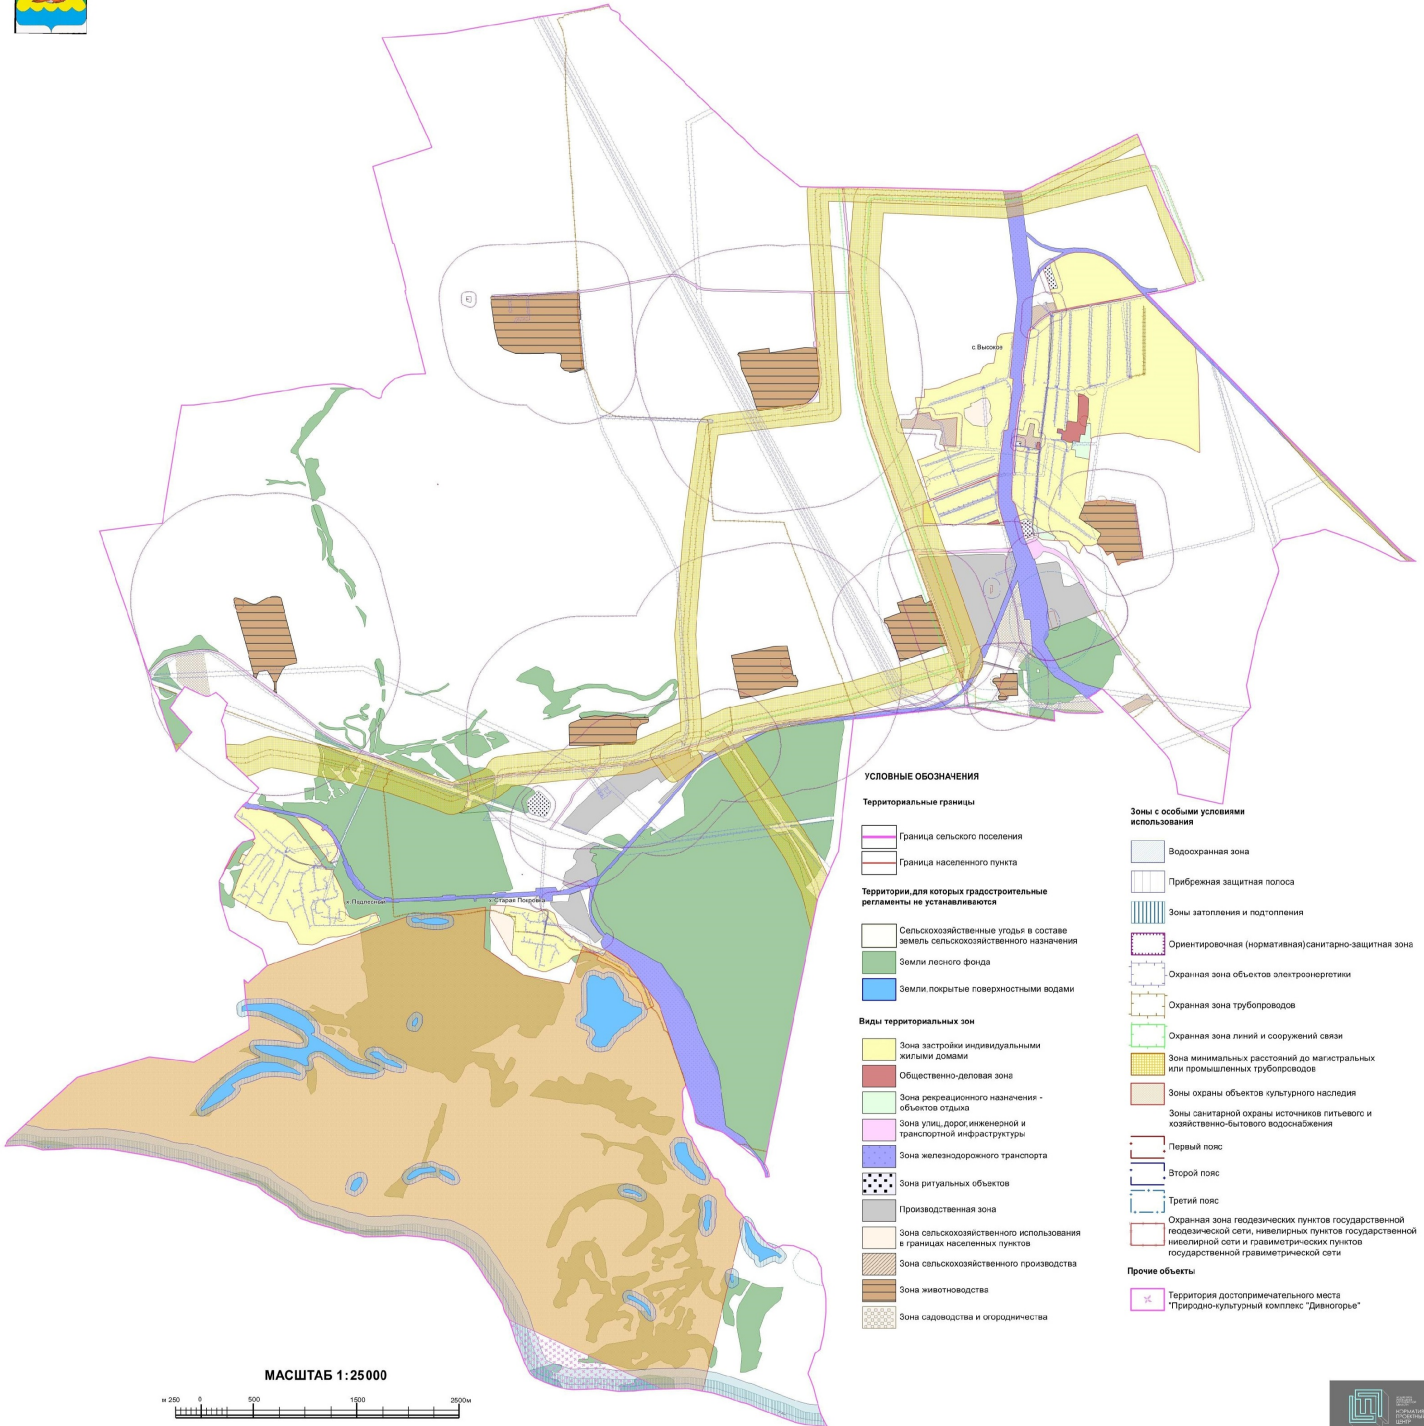 с.Высокое
х.Подлесный
х.Старая Покровка
УСЛОВНЫЕ ОБОЗНАЧЕНИЯ
Территориальные границы
Граница сельского поселения
Граница населенного пункта
Территории,для которых градостроительные
регламенты не устанавливаются
Сельскохозяйственные угодья в составе
земель сельскохозяйственного назначения
Земли лесного фонда
Земли,покрытые поверхностными водами
Виды территориальных зон
Зона застройки индивидуальными
жилыми домами
Общественно-деловая зона
Зона рекреационного назначения -
объектов отдыха
Зона улиц,дорог,инженерной и
транспортной инфраструктуры
Зона железнодорожного транспорта
Зона ритуальных объектов
Производственная зона
Зона сельскохозяйственного использования
в границах населенных пунктов
Зона сельскохозяйственного производства
Зона животноводства
Зона садоводства и огородничества
Зоны с особыми условиями
использования
Водоохранная зона
Прибрежная защитная полоса
Зоны затопления и подтопления
Ориентировочная (нормативная)санитарно-защитная зона
Охранная зона объектов электроэнергетики
Охранная зона трубопроводов
Охранная зона линий и сооружений связи
Зона минимальных расстояний до магистральных
или промышленных трубопроводов
Зоны охраны объектов культурного наследия
Зоны санитарной охраны источников питьевого и
хозяйственно-бытового водоснабжения
Первый пояс
Второй пояс
Третий пояс
Охранная зона геодезических пунктов государственной
геодезической сети, нивелирных пунктов государственной
нивелирной сети и гравиметрических пунктов
государственной гравиметрической сети
Прочие объекты
Территория достопримечательного места
"Природно-культурный комплекс "Дивногорье"
МАСШТАБ 1:25000
м 250 0 500 1500 2500м